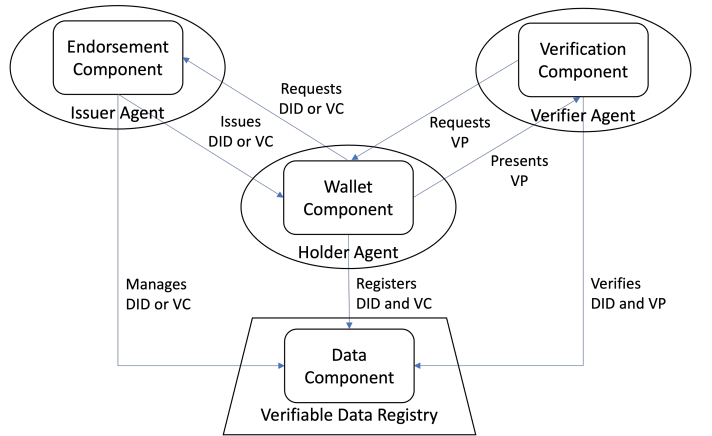 Endorsement
Component
Issuer Agent
Verification
Component
Verifier Agent
Requests
DID or VC
Issues
DID or VC
Requests
VP
Presents
VP
Wallet
Component
Holder Agent
Manages
DID or VC
Registers
DID and VC
Verifies
DID and VP
Data
Component
Verifiable Data Registry